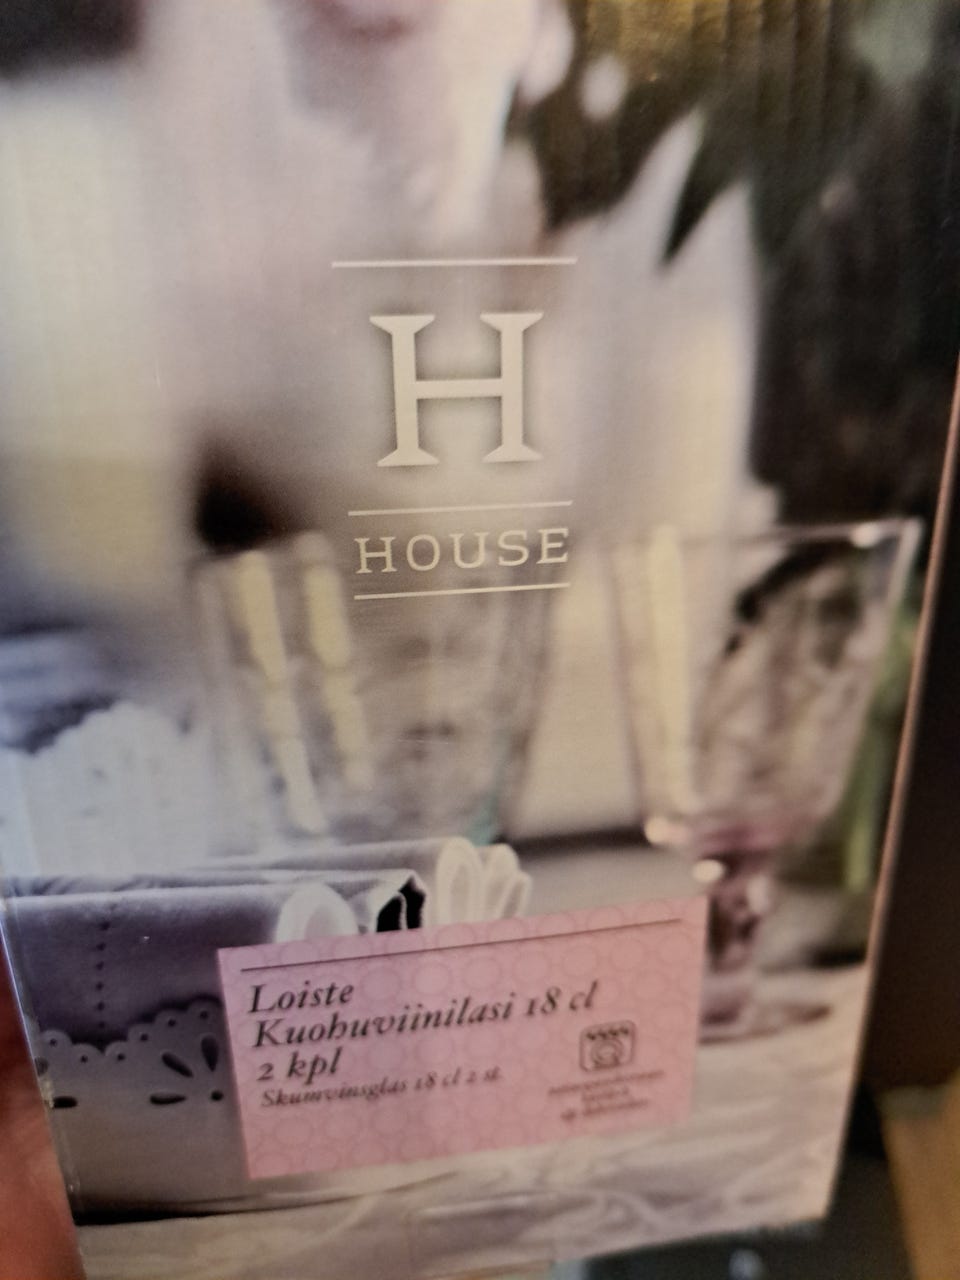 H
HOUSE
Loiste
Kuohuviinilasi 18 cl
2 kpl
Skumvinsglas 18 cl 2 st